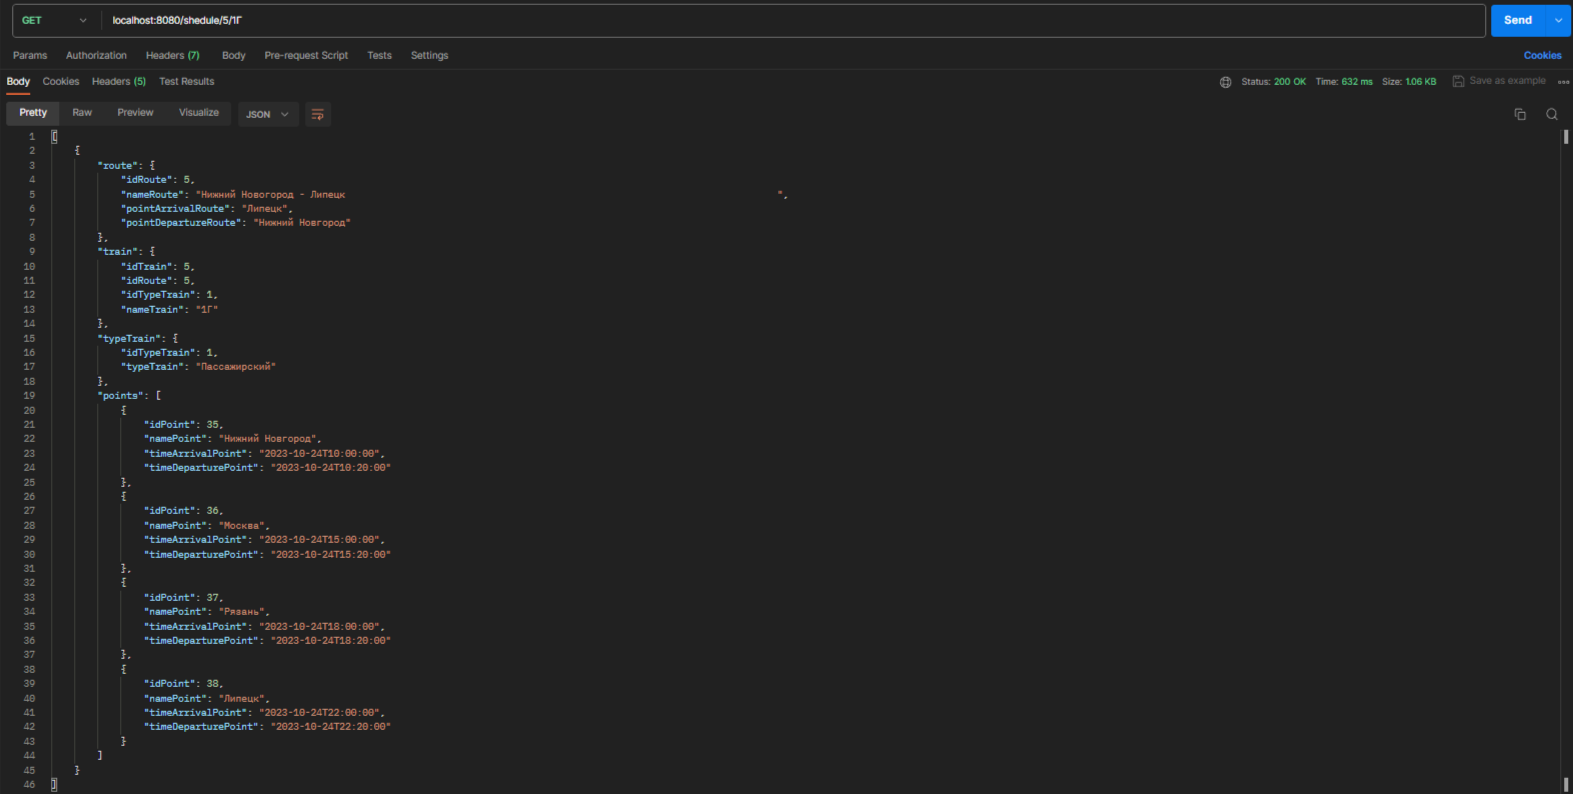 GET localhost:8080/shedule/5/1Г Send
Params Authorization Headers (7) Body Pre-request Script Tests Settings Cookies
Body Cookies Headers (5) Test Results Status: 200 OK Time: 632 ms Size: 1.06 KB Save as example
Pretty Raw Preview Visualize JSON
1 [
2 {
3 "route": {
4 "idRoute": 5,
5 "nameRoute": "Нижний Новогород - Липецк ",
6 "pointArrivalRoute": "Липецк",
7 "pointDepartureRoute": "Нижний Новгород"
8 },
9 "train": {
10 "idTrain": 5,
11 "idRoute": 5,
12 "idTypeTrain": 1,
13 "nameTrain": "1Г"
14 },
15 "typeTrain": {
16 "idTypeTrain": 1,
17 "typeTrain": "Пассажирский"
18 },
19 "points": [
20 {
21 "idPoint": 35,
22 "namePoint": "Нижний Новгород",
23 "timeArrivalPoint": "2023-10-24T10:00:00",
24 "timeDeparturePoint": "2023-10-24T10:20:00"
25 },
26 {
27 "idPoint": 36,
28 "namePoint": "Москва",
29 "timeArrivalPoint": "2023-10-24T15:00:00",
30 "timeDeparturePoint": "2023-10-24T15:20:00"
31 },
32 {
33 "idPoint": 37,
34 "namePoint": "Рязань",
35 "timeArrivalPoint": "2023-10-24T18:00:00",
36 "timeDeparturePoint": "2023-10-24T18:20:00"
37 },
38 {
39 "idPoint": 38,
40 "namePoint": "Липецк",
41 "timeArrivalPoint": "2023-10-24T22:00:00",
42 "timeDeparturePoint": "2023-10-24T22:20:00"
43 }
44 ]
45 }
46 ]